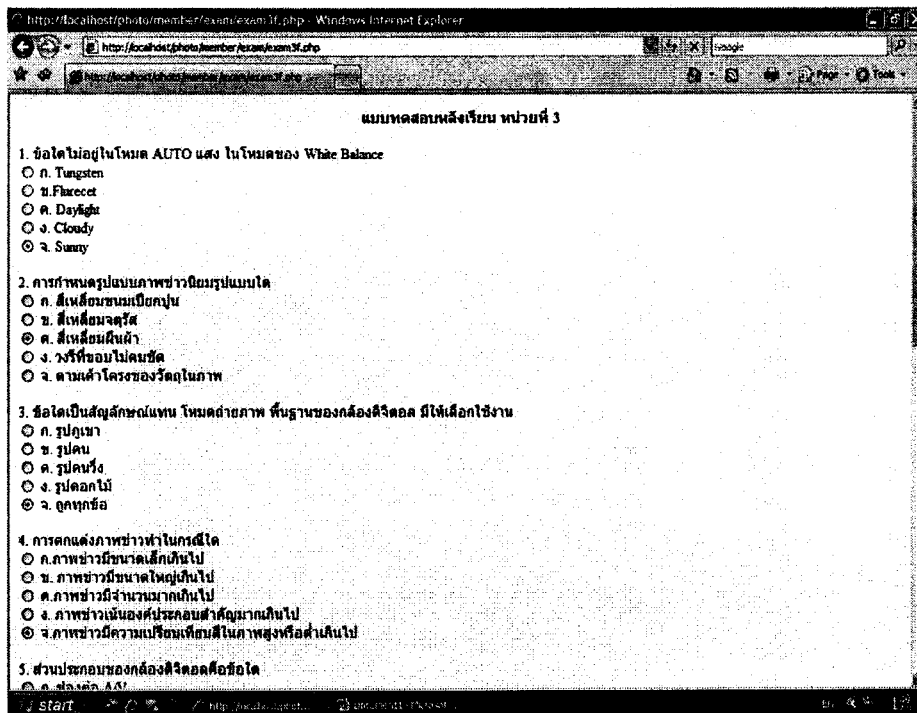 http://localhost/photo/member/exam/exam3f.php - Windows Internet Explorer
http://localhost/photo/member/exam/exam3f.php
Google
http://localhost/photo/member/exam/exam3f.php
Page
Tools
แบบทดสอบหลังเรียน หน่วยที่ 3
1. ข้อใดไม่อยู่ในโหมด AUTO แสง ในโหมดของ White Balance
ก. Tungsten
ข.Flurecet
ค. Daylight
ง. Cloudy
จ. Sunny
2. การกำหนดรูปแบบภาพข่าวนิยมรูปแบบใด
ก. สี่เหลี่ยมขนมเปียกปูน
ข. สี่เหลี่ยมจตุรัส
ค. สี่เหลี่ยมผืนผ้า
ง. วงรีที่ขอบไม่คมชัด
จ. ตามเค้าโครงของวัตถุในภาพ
3. ข้อใดเป็นสัญลักษณ์แทน โหมดถ่ายภาพ พื้นฐานของกล้องดิจิตอล มีให้เลือกใช้งาน
ก. รูปภูเขา
ข. รูปคน
ค. รูปคนวิ่ง
ง. รูปดอกไม้
จ. ถูกทุกข้อ
4. การตกแต่งภาพข่าวทำในกรณีใด
ก.ภาพข่าวมีขนาดเล็กเกินไป
ข. ภาพข่าวมีขนาดใหญ่เกินไป
ค.ภาพข่าวมีจำนวนมากเกินไป
ง. ภาพข่าวเน้นองค์ประกอบสำคัญมากเกินไป
จ.ภาพข่าวมีความเปรียบเทียบสีในภาพสูงหรือต่ำเกินไป
5. ส่วนประกอบของกล้องดิจิตอลคือข้อใด
ก. ช่องต่อ A/V
start